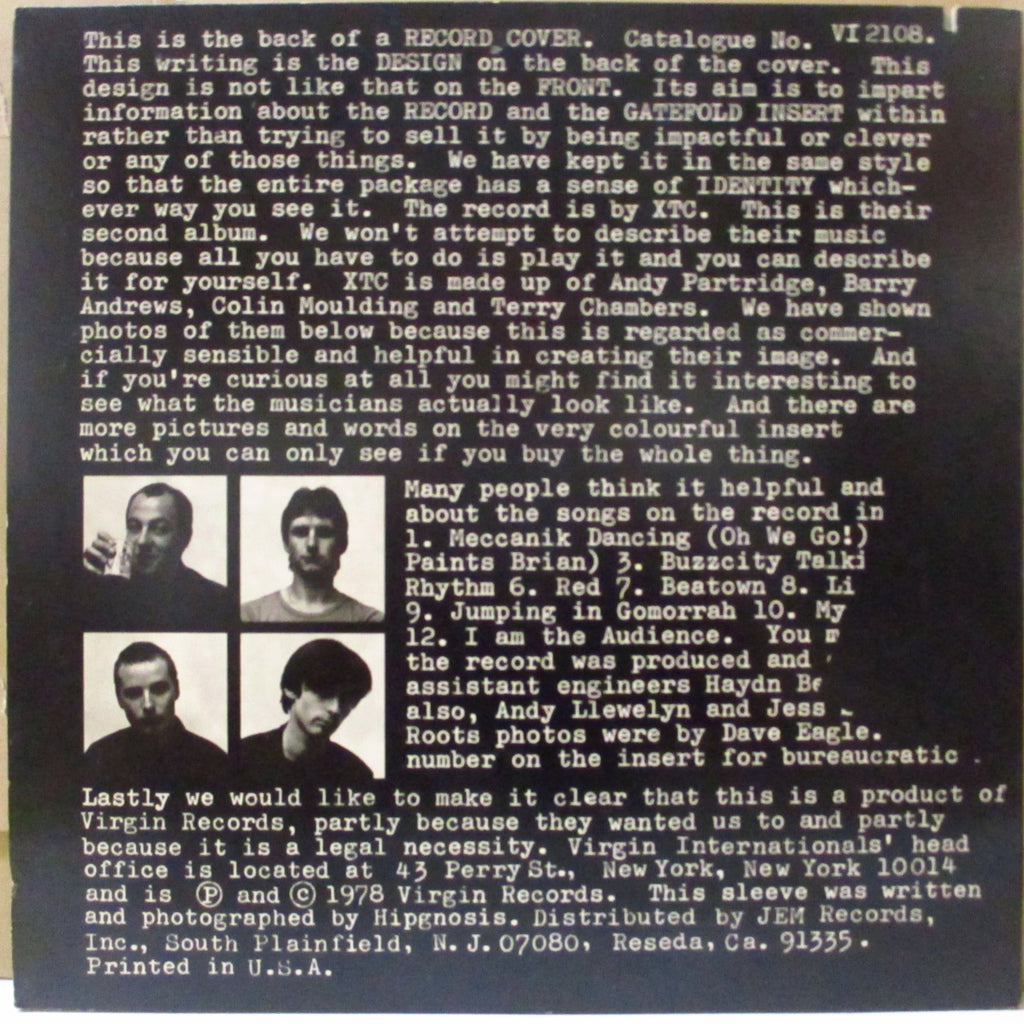 This is the back of a RECORD COVER. Catalogue No. VI 2108.
This writing is the DESIGN on the back of the cover. This
design is not like that on the FRONT. Its aim is to impart
information about the RECORD and the GATEFOLD INSERT within
rather than trying to sell it by being impactful or clever
or any of those things. We have kept it in the same style
so that the entire package has a sense of IDENTITY which-
ever way you see it. The record is by XTC. This is their
second album. We won't attempt to describe their music
because all you have to do is play it and you can describe
it for yourself. XTC is made up of Andy Partridge, Barry
Andrews, Colin Moulding and Terry Chambers. We have shown
photos of them below because this is regarded as commer-
cially sensible and helpful in creating their image. And
if you're curious at all you might find it interesting to
see what the musicians actually look like. And there are
more pictures and words on the very colourful insert
which you can only see if you buy the whole thing.
Many people think it helpful and
about the songs on the record in
1. Meccanik Dancing (Oh We Go!)
Paints Brian) 3. Buzzcity Talki
Rhythm 6. Red 7. Beatown 8. Li
9. Jumping in Gomorrah 10. My
12. I am the Audience. You m
the record was produced and
assistant engineers Haydn Be
also, Andy Llewelyn and Jess
Roots photos were by Dave Eagle.
number on the insert for bureaucratic
Lastly we would like to make it clear that this is a product of
Virgin Records, partly because they wanted us to and partly
because it is a legal necessity. Virgin Internationals' head
office is located at 43 Perry St., New York, New York 10014
and is Ⓟ and © 1978 Virgin Records. This sleeve was written
and photographed by Hipgnosis. Distributed by JEM Records,
Inc., South Plainfield, N.J. 07080, Reseda, Ca. 91335.
Printed in U.S.A.